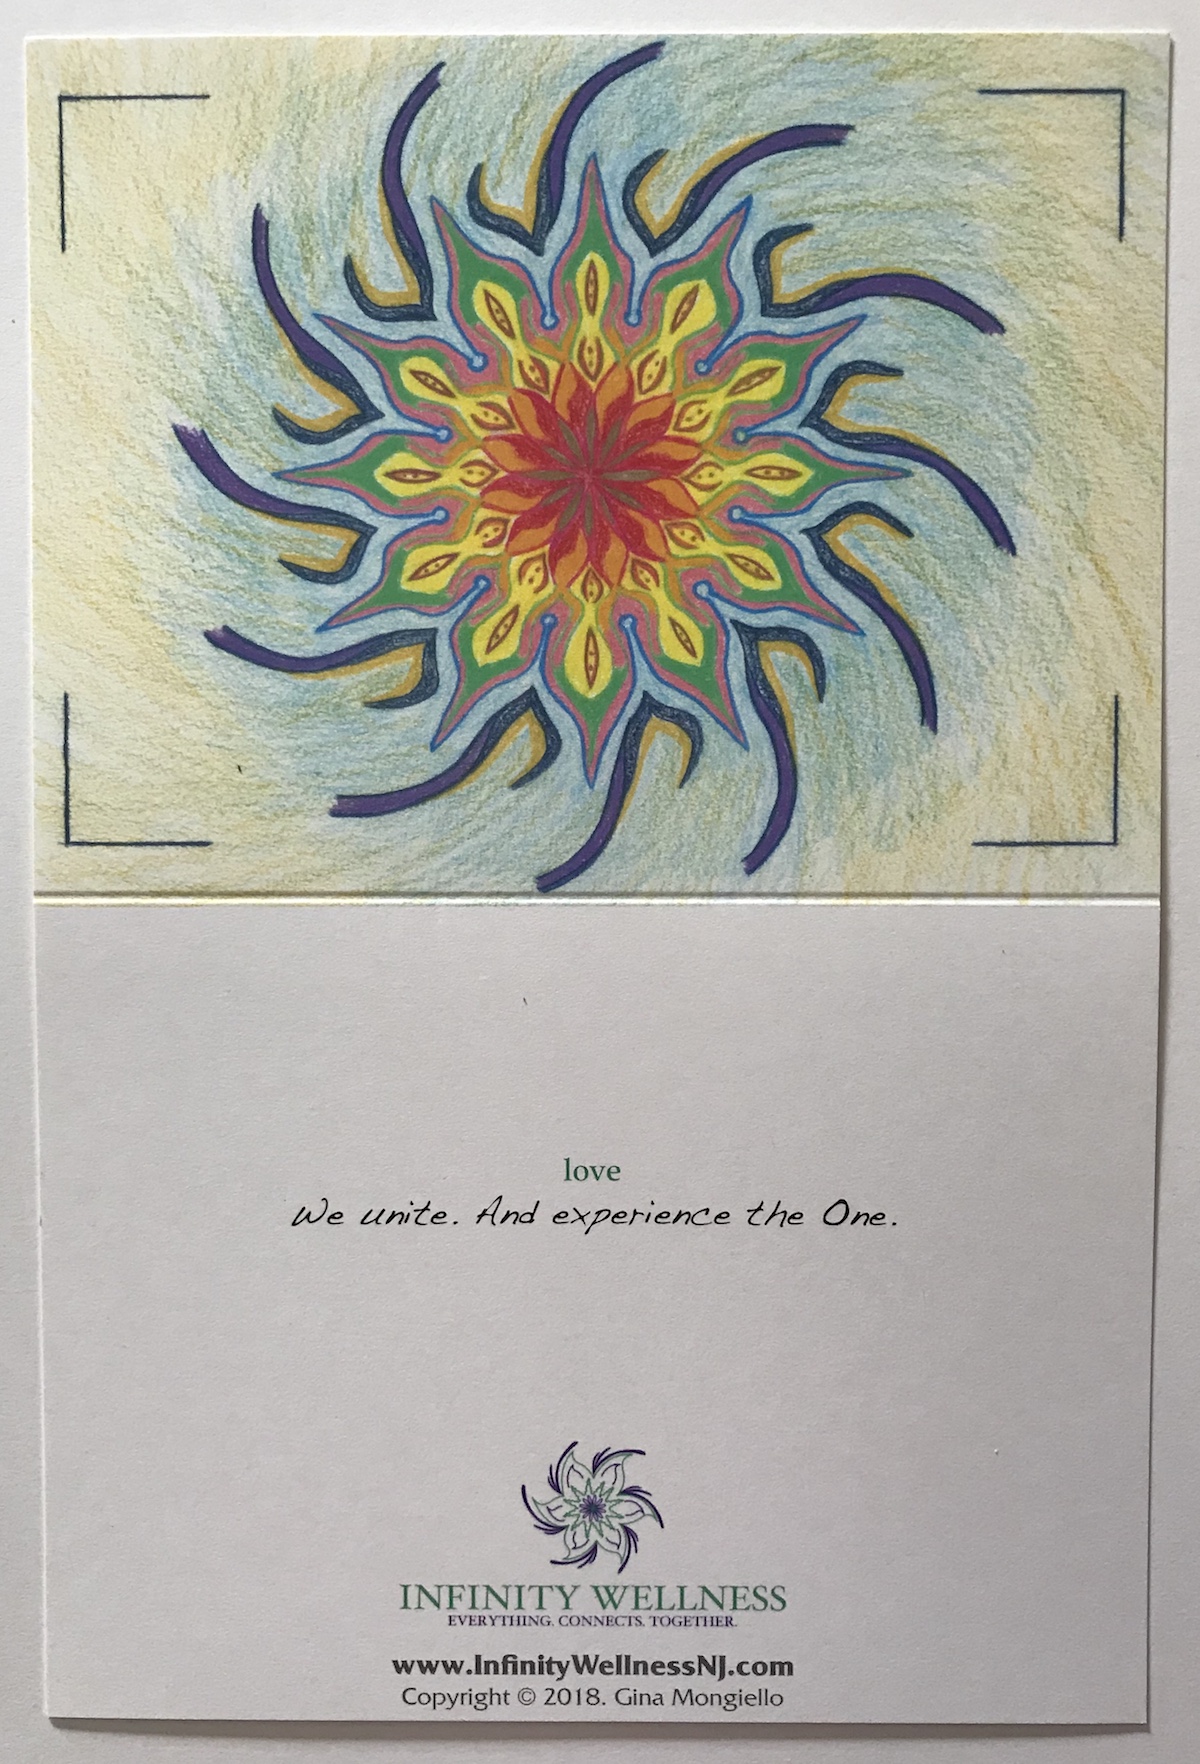 love
We unite. And experience the One.
INFINITY WELLNESS
EVERYTHING. CONNECTS. TOGETHER.
www.InfinityWellnessNJ.com
Copyright © 2018. Gina Mongiello